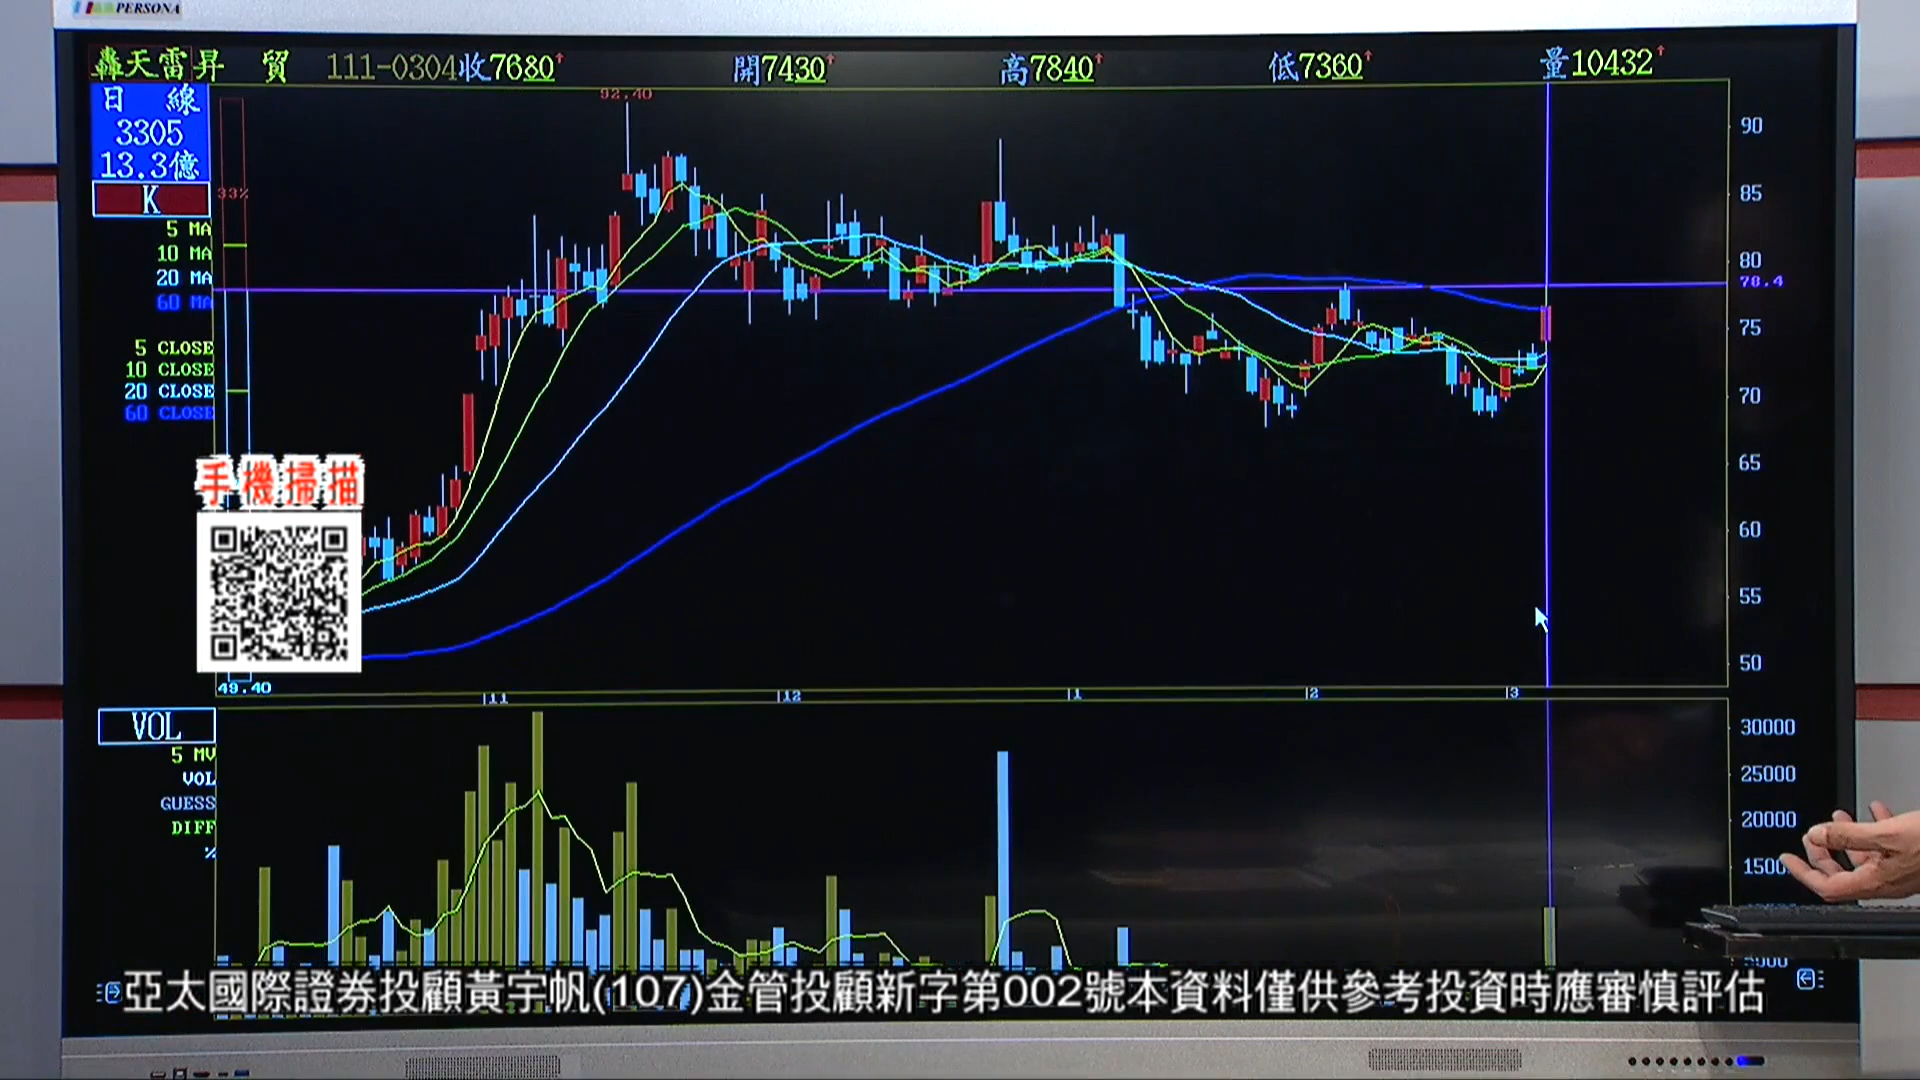 PERSONA
轟天雷昇 貿 111-0304收7680↑ 開7430↑ 高7840↑ 低7360↑ 量10432↑
日 線
3305
13.3億
K
92.40
33%
5 MA
10 MA
20 MA
60 MA
5 CLOSE
10 CLOSE
20 CLOSE
60 CLOSE
90
85
80
78.4
75
70
65
60
55
50
手機掃描
49.40
11 12 1 2 3
VOL
5 MV
VOL
GUESS
DIFF
%
30000
25000
20000
1500
5000
亞太國際證券投顧黃宇帆(107)金管投顧新字第002號本資料僅供參考投資時應審慎評估